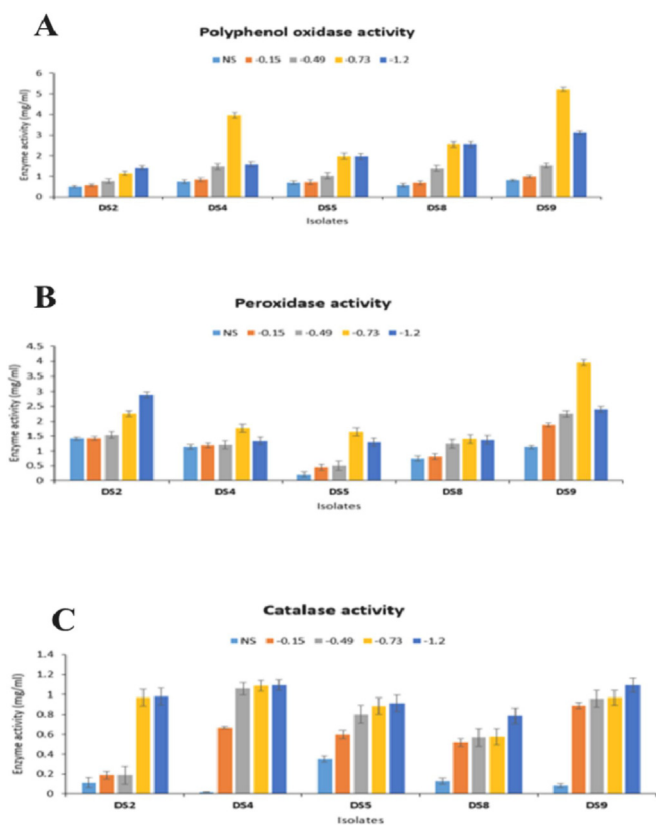 A
Polyphenol oxidase activity
NS -0.15 -0.49 -0.73 -1.2
Enzyme activity (mg/ml)
6
5
4
3
2
1
0
DS2 DS4 DS5 DS8 DS9
Isolates
B
Peroxidase activity
NS -0.15 -0.49 -0.73 -1.2
Enzyme activity (mg/ml)
4.5
4
3.5
3
2.5
2
1.5
1
0.5
0
DS2 DS4 DS5 DS8 DS9
Isolates
C
Catalase activity
NS -0.15 -0.49 -0.73 -1.2
Enzyme activity (mg/ml)
1.4
1.2
1
0.8
0.6
0.4
0.2
0
DS2 DS4 DS5 DS8 DS9
Isolates